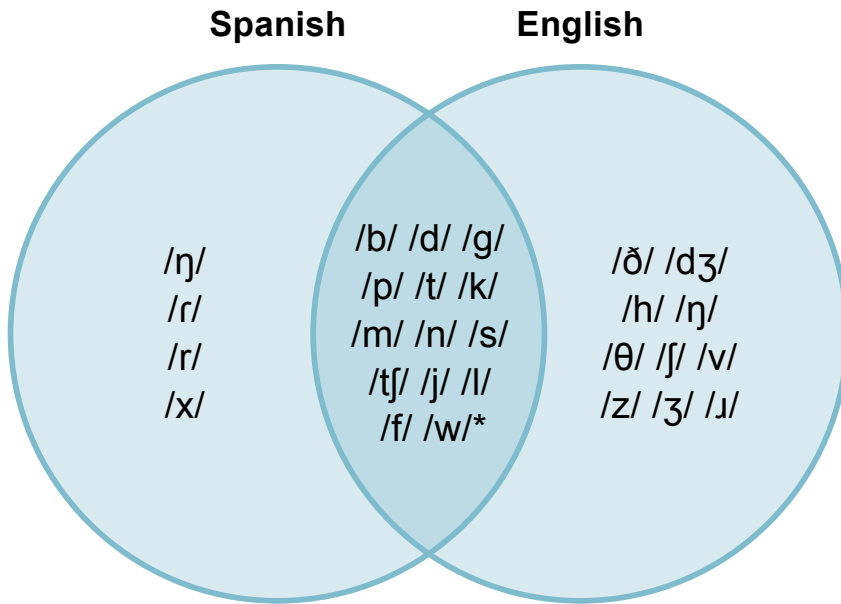 Spanish
English
/ŋ/
/ɾ/
/r/
/x/
/b/ /d/ /g/
/p/ /t/ /k/
/m/ /n/ /s/
/tʃ/ /j/ /l/
/f/ /w/*
/ð/ /dʒ/
/h/ /ŋ/
/θ/ /ʃ/ /v/
/z/ /ʒ/ /ɹ/